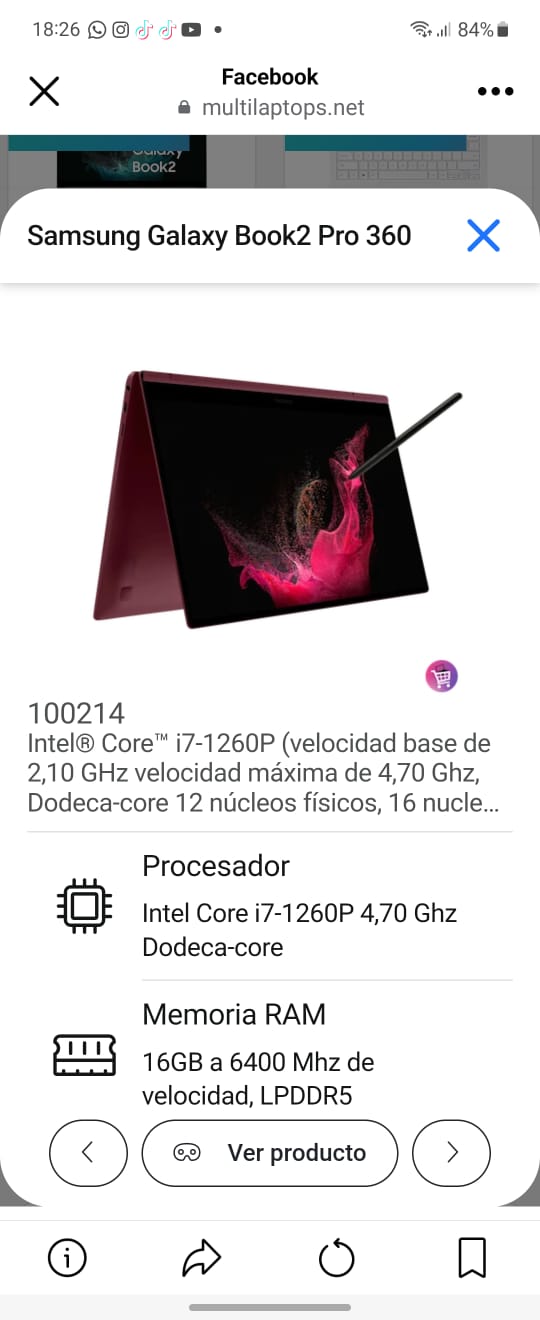 18:26
84%
Facebook
multilaptops.net
Galaxy
Book2
Samsung Galaxy Book2 Pro 360
100214
Intel® Core™ i7-1260P (velocidad base de
2,10 GHz velocidad máxima de 4,70 Ghz,
Dodeca-core 12 núcleos físicos, 16 nucle...
Procesador
Intel Core i7-1260P 4,70 Ghz
Dodeca-core
Memoria RAM
16GB a 6400 Mhz de
velocidad, LPDDR5
Ver producto